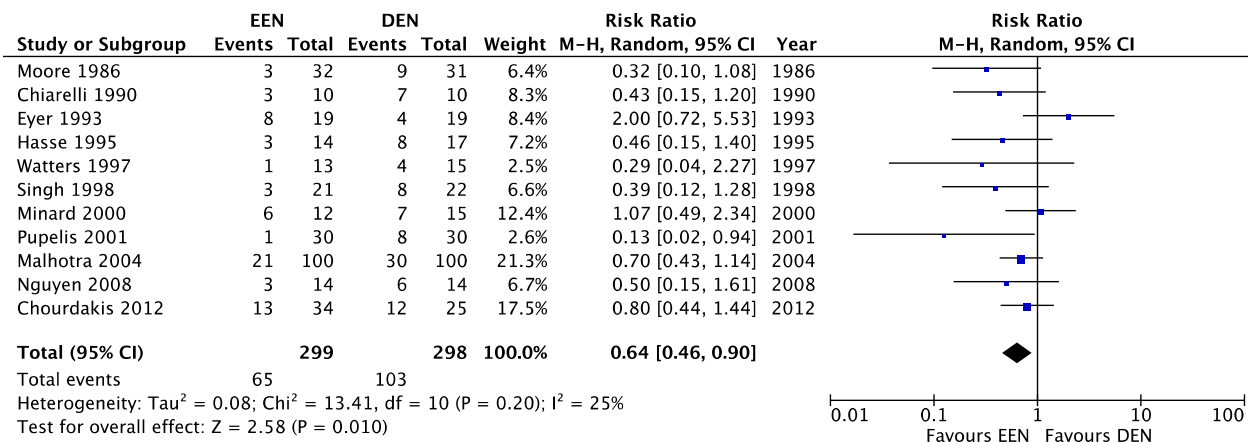 EEN DEN Risk Ratio Risk Ratio
Study or Subgroup Events Total Events Total Weight M-H, Random, 95% CI Year M-H, Random, 95% CI
Moore 1986 3 32 9 31 6.4% 0.32 [0.10, 1.08] 1986
Chiarelli 1990 3 10 7 10 8.3% 0.43 [0.15, 1.20] 1990
Eyer 1993 8 19 4 19 8.4% 2.00 [0.72, 5.53] 1993
Hasse 1995 3 14 8 17 7.2% 0.46 [0.15, 1.40] 1995
Watters 1997 1 13 4 15 2.5% 0.29 [0.04, 2.27] 1997
Singh 1998 3 21 8 22 6.6% 0.39 [0.12, 1.28] 1998
Minard 2000 6 12 7 15 12.4% 1.07 [0.49, 2.34] 2000
Pupelis 2001 1 30 8 30 2.6% 0.13 [0.02, 0.94] 2001
Malhotra 2004 21 100 30 100 21.3% 0.70 [0.43, 1.14] 2004
Nguyen 2008 3 14 6 14 6.7% 0.50 [0.15, 1.61] 2008
Chourdakis 2012 13 34 12 25 17.5% 0.80 [0.44, 1.44] 2012
Total (95% CI) 299 298 100.0% 0.64 [0.46, 0.90]
Total events 65 103
Heterogeneity: Tau² = 0.08; Chi² = 13.41, df = 10 (P = 0.20); I² = 25%
Test for overall effect: Z = 2.58 (P = 0.010)
0.01 0.1 1 10 100
Favours EEN Favours DEN